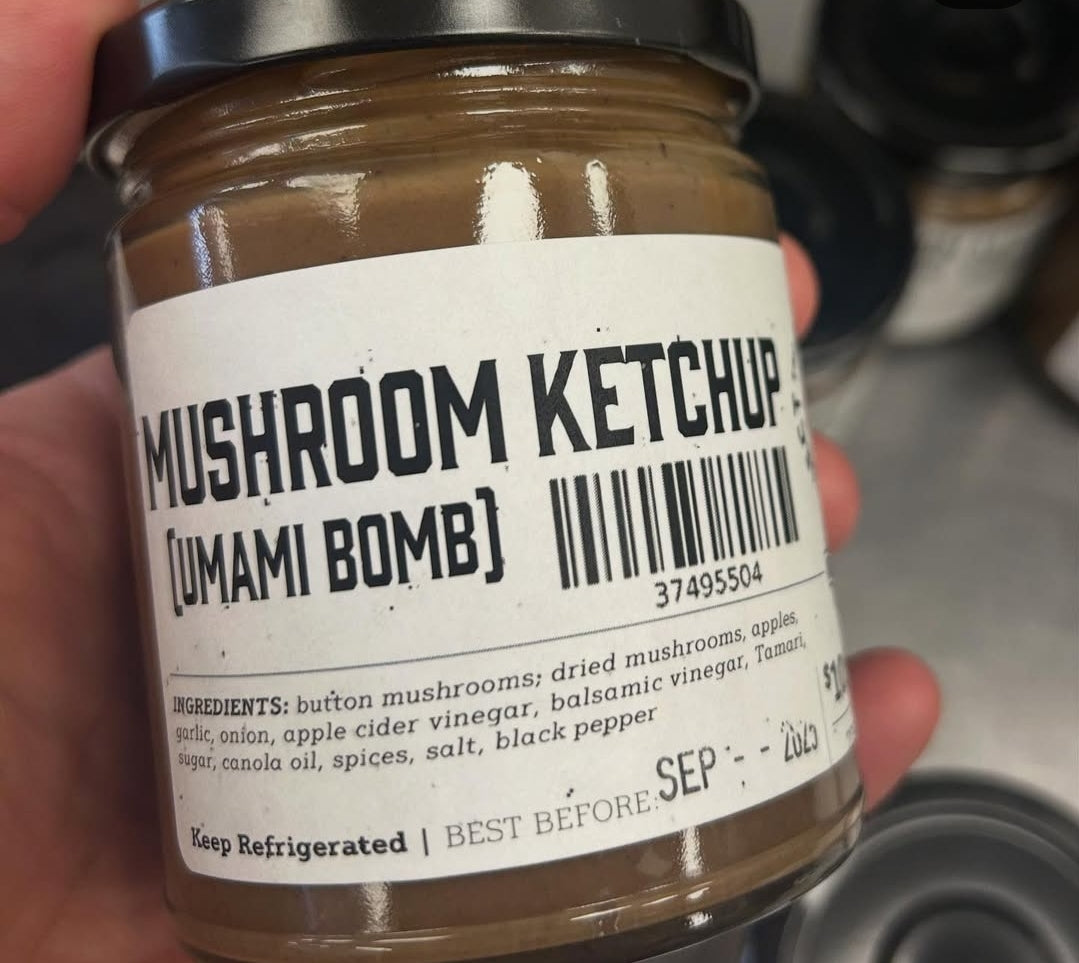 MUSHROOM KETCHUP
[UMAMI BOMB]
37495504
INGREDIENTS: button mushrooms; dried mushrooms, apples,
garlic, onion, apple cider vinegar, balsamic vinegar, Tamari,
sugar, canola oil, spices, salt, black pepper
Keep Refrigerated | BEST BEFORE: SEP - - 2025